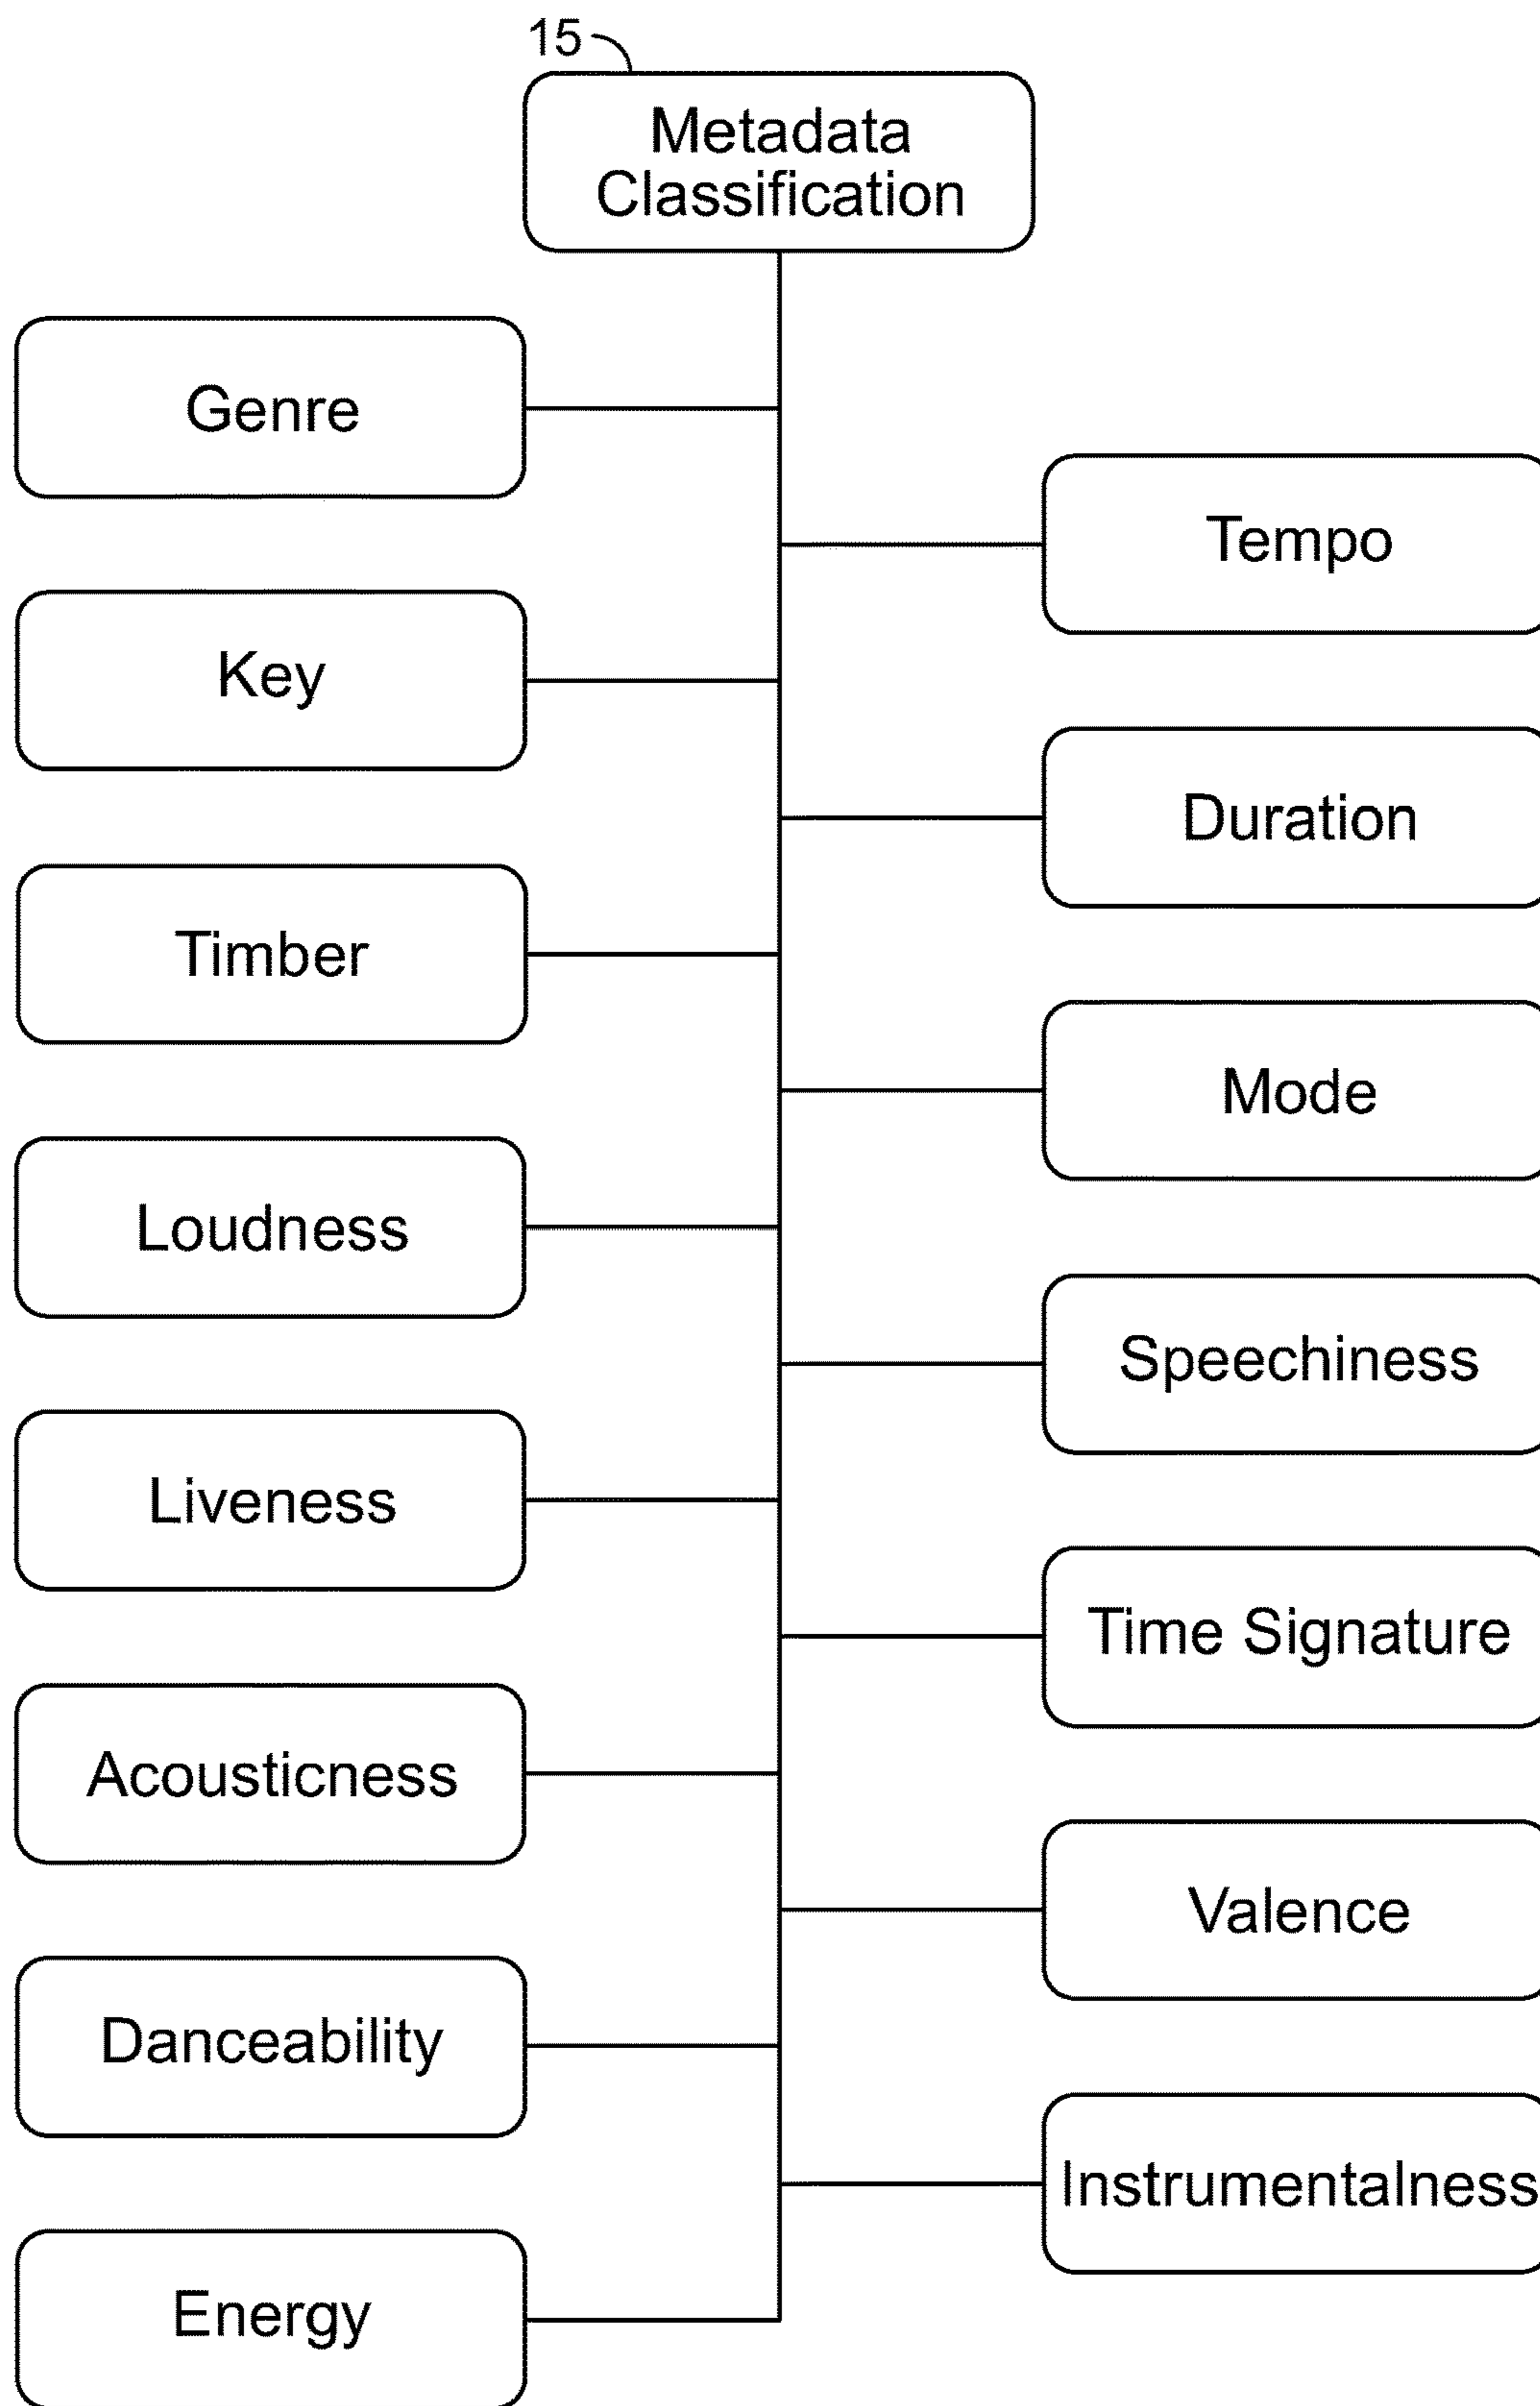 15
Metadata
Classification
Genre
Tempo
Key
Duration
Timber
Mode
Loudness
Speechiness
Liveness
Time Signature
Acousticness
Valence
Danceability
Instrumentalness
Energy